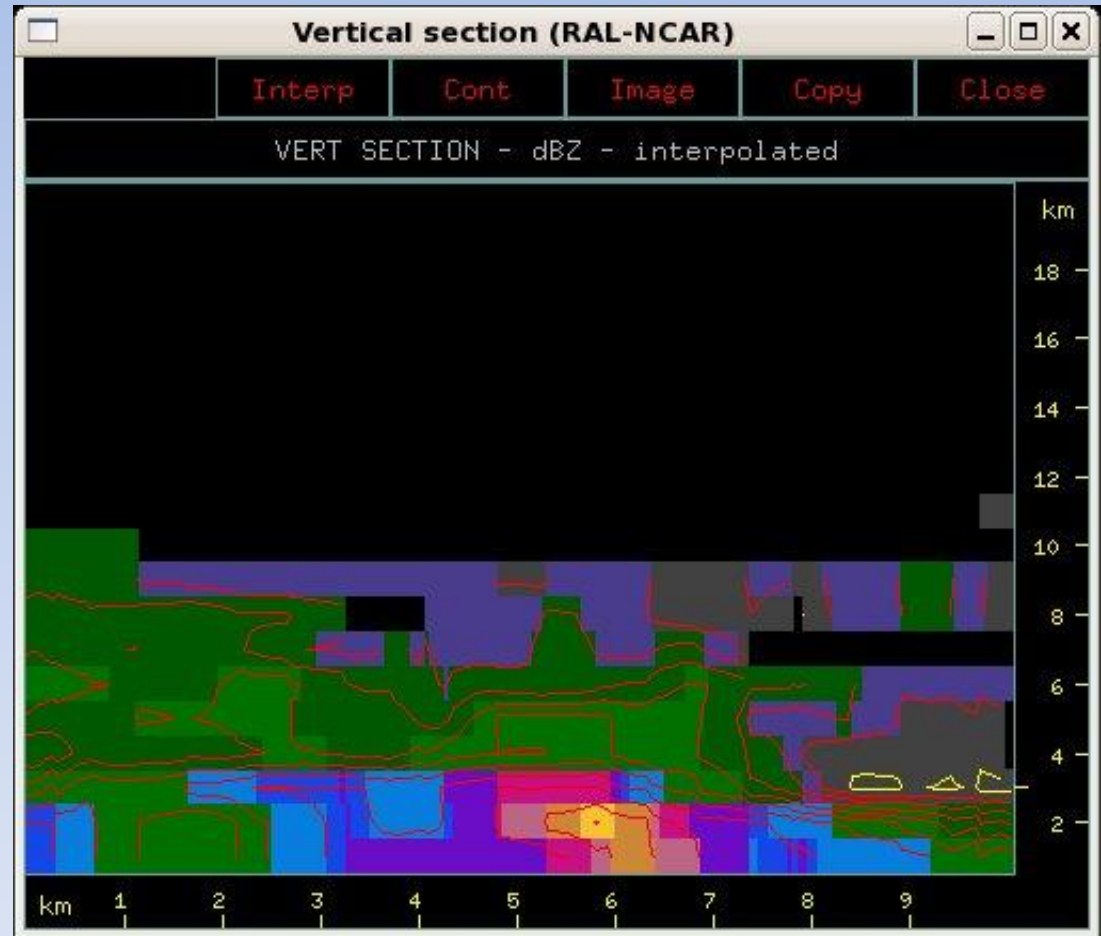 Vertical section (RAL-NCAR)
Interp Cont Image Copy Close
VERT SECTION - dBZ - interpolated
km
18
16
14
12
10
8
6
4
2
km 1 2 3 4 5 6 7 8 9